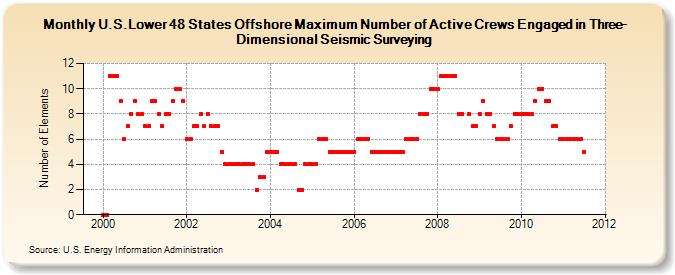 Monthly U.S. Lower 48 States Offshore Maximum Number of Active Crews Engaged in Three-
Dimensional Seismic Surveying
Number of Elements
12
10
8
6
4
2
0
2000 2002 2004 2006 2008 2010 2012
Source: U.S. Energy Information Administration